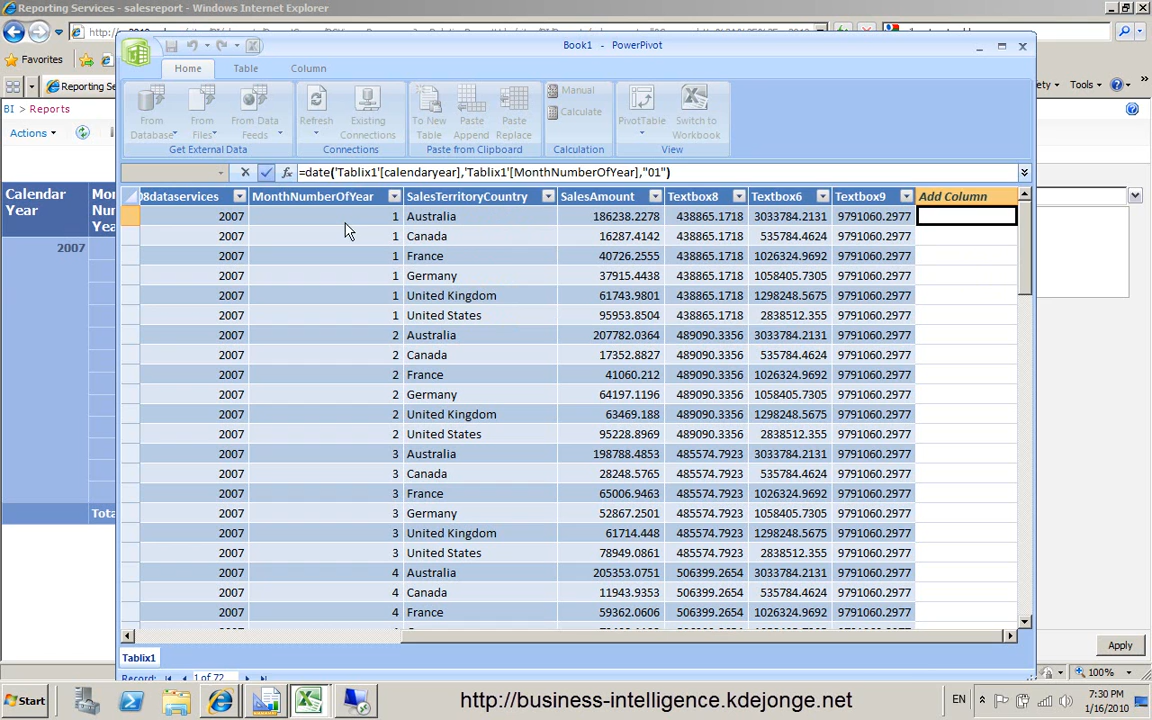 Reporting Services - salesreport - Windows Internet Explorer
http://
Favorites
Reporting Se
Tools
BI > Reports
Actions
Calendar Year
Mo Num Yea
2007
Tota
Book1 - PowerPivot
Home Table Column
From Database From Files From Data Feeds Refresh Existing Connections To New Table Paste Append Paste Replace Manual Calculate PivotTable Switch to Workbook
Get External Data Connections Paste from Clipboard Calculation View
fx =date('Tablix1'[calendaryear],'Tablix1'[MonthNumberOfYear],"01")
08dataservices MonthNumberOfYear SalesTerritoryCountry SalesAmount Textbox8 Textbox6 Textbox9 Add Column
2007 1 Australia 186238.2278 438865.1718 3033784.2131 9791060.2977
2007 1 Canada 16287.4142 438865.1718 535784.4624 9791060.2977
2007 1 France 40726.2555 438865.1718 1026324.9692 9791060.2977
2007 1 Germany 37915.4438 438865.1718 1058405.7305 9791060.2977
2007 1 United Kingdom 61743.9801 438865.1718 1298248.5675 9791060.2977
2007 1 United States 95953.8504 438865.1718 2838512.355 9791060.2977
2007 2 Australia 207782.0364 489090.3356 3033784.2131 9791060.2977
2007 2 Canada 17352.8827 489090.3356 535784.4624 9791060.2977
2007 2 France 41060.212 489090.3356 1026324.9692 9791060.2977
2007 2 Germany 64197.1196 489090.3356 1058405.7305 9791060.2977
2007 2 United Kingdom 63469.188 489090.3356 1298248.5675 9791060.2977
2007 2 United States 95228.8969 489090.3356 2838512.355 9791060.2977
2007 3 Australia 198788.4853 485574.7923 3033784.2131 9791060.2977
2007 3 Canada 28248.5765 485574.7923 535784.4624 9791060.2977
2007 3 France 65006.9463 485574.7923 1026324.9692 9791060.2977
2007 3 Germany 52867.2501 485574.7923 1058405.7305 9791060.2977
2007 3 United Kingdom 61714.448 485574.7923 1298248.5675 9791060.2977
2007 3 United States 78949.0861 485574.7923 2838512.355 9791060.2977
2007 4 Australia 205353.0751 506399.2654 3033784.2131 9791060.2977
2007 4 Canada 11943.9353 506399.2654 535784.4624 9791060.2977
2007 4 France 59362.0606 506399.2654 1026324.9692 9791060.2977
Tablix1
Record: 1 of 72
Apply
100%
Start
http://business-intelligence.kdejonge.net
EN
7:30 PM
1/16/2010